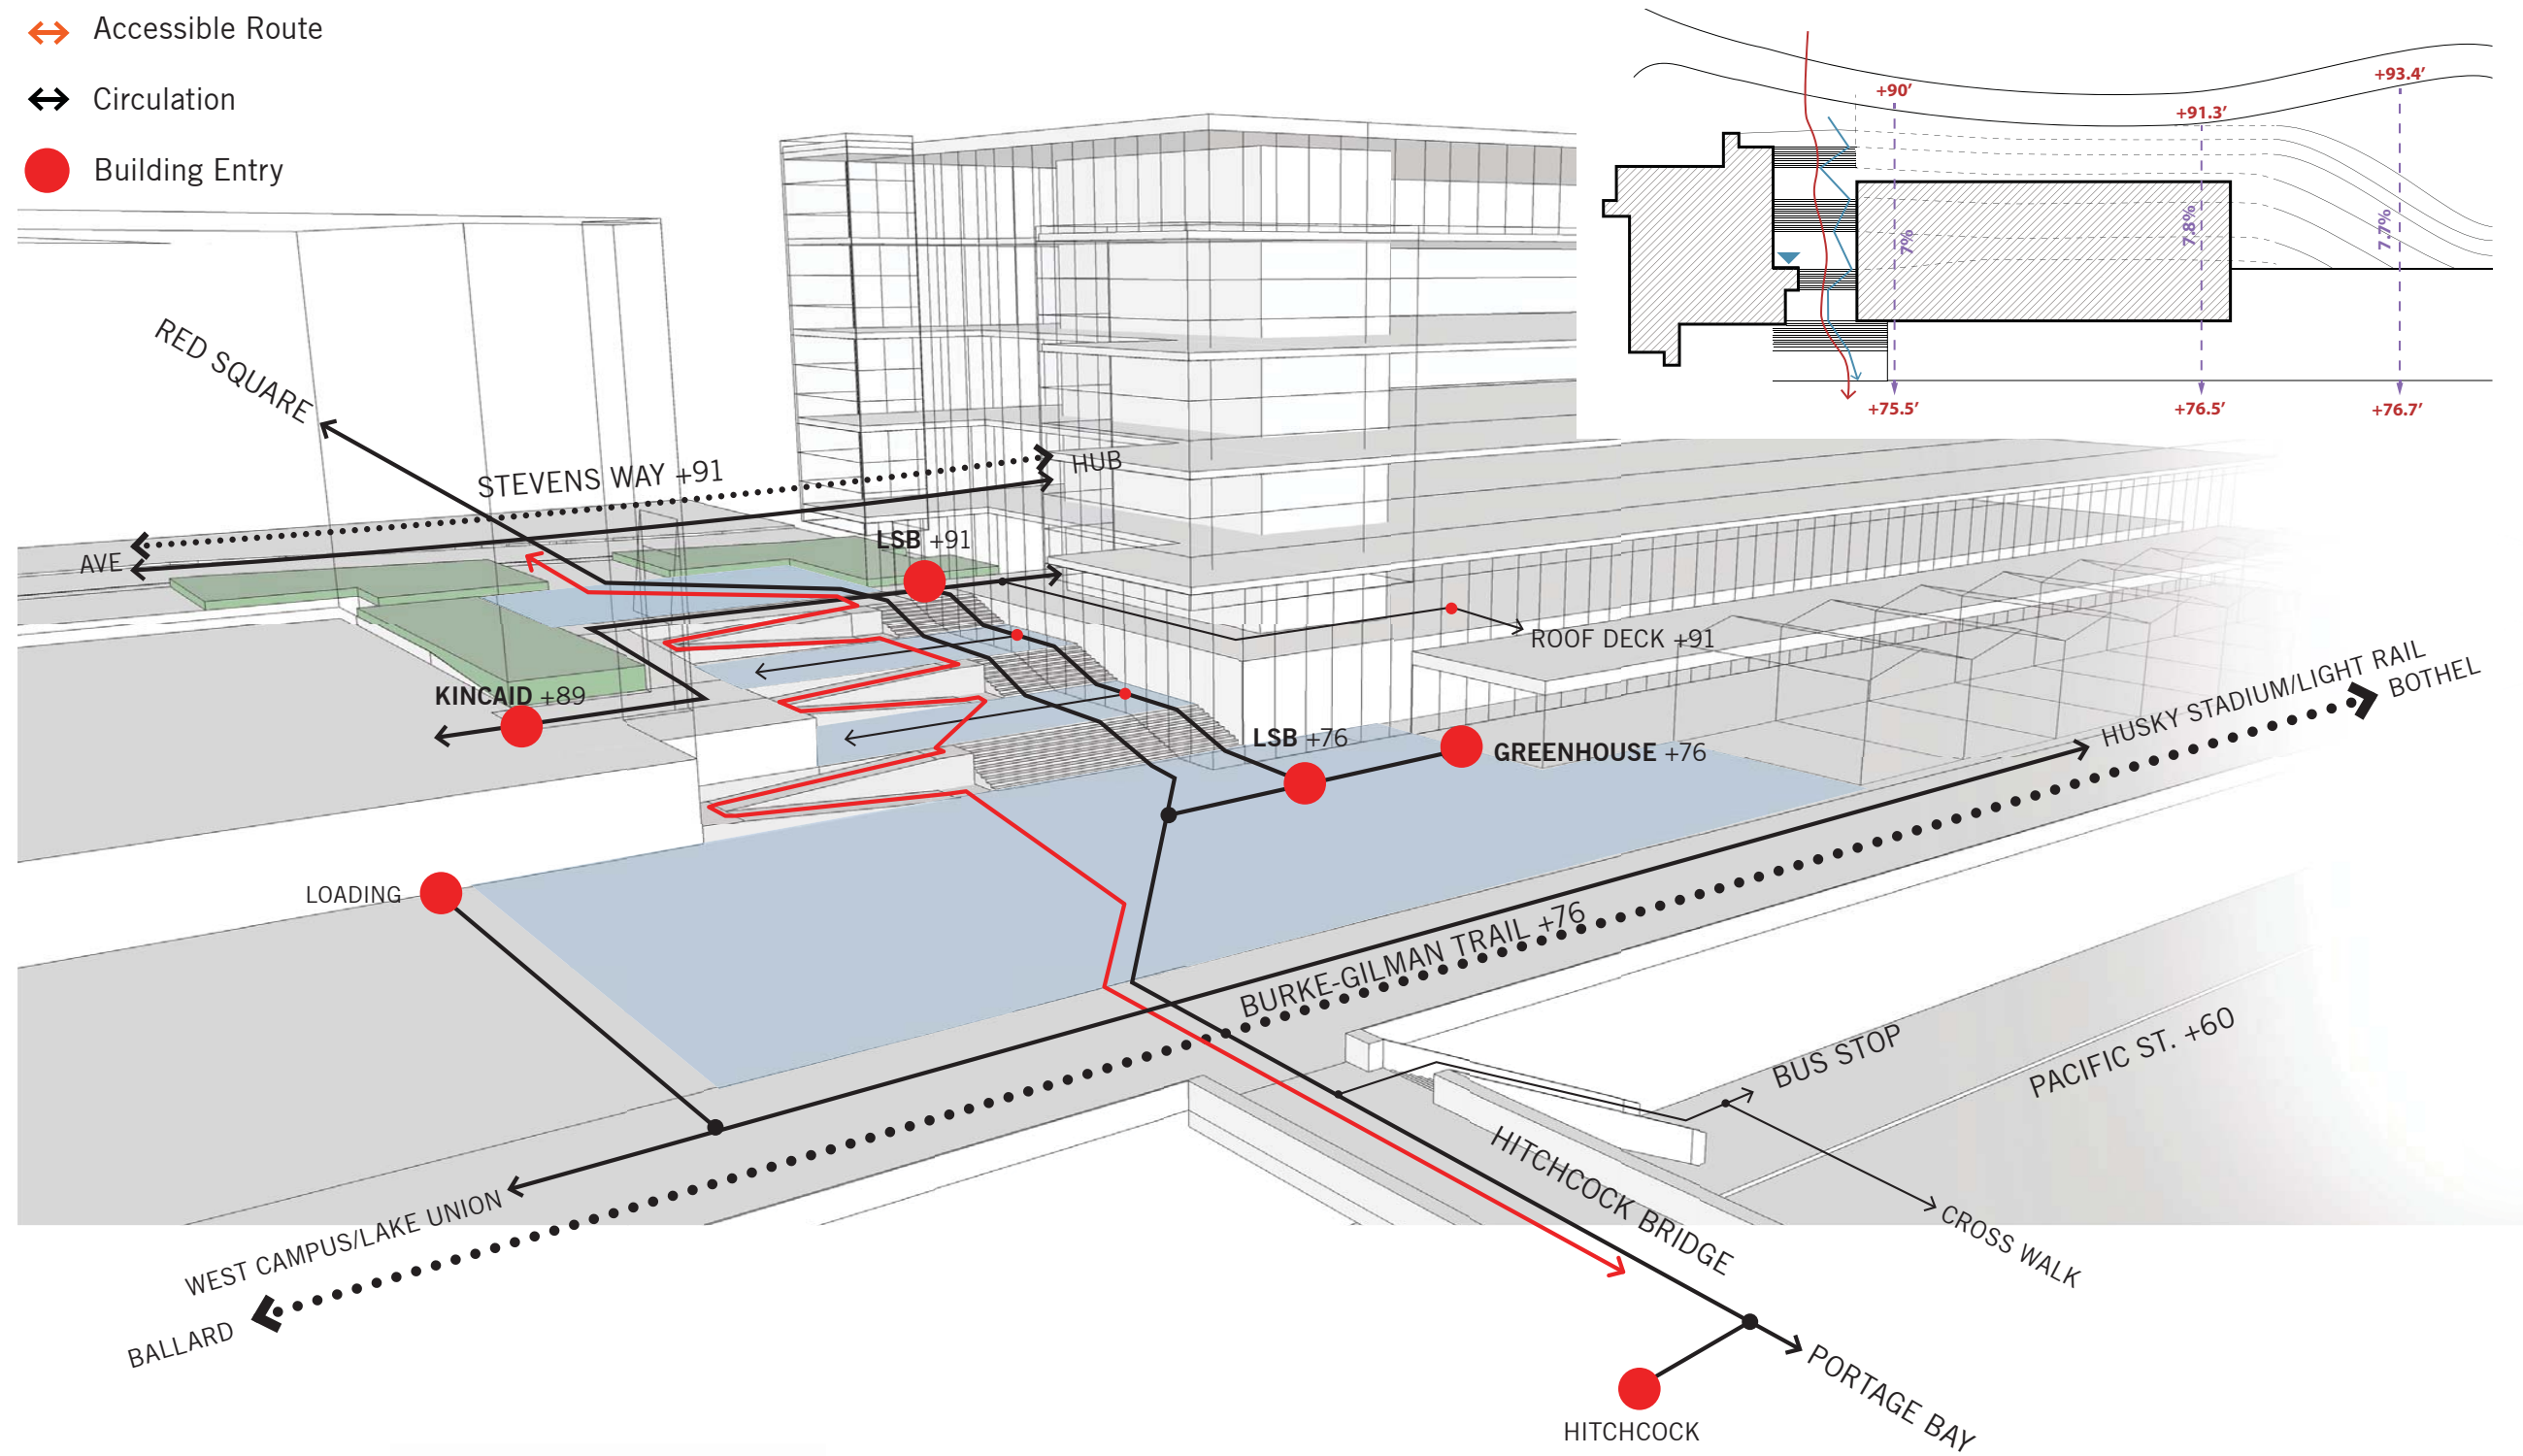 Accessible Route
Circulation
Building Entry
+90′
+91.3′
+93.4′
7%
7.8%
7.7%
+75.5′
+76.5′
+76.7′
RED SQUARE
STEVENS WAY +91
HUB
AVE
LSB +91
ROOF DECK +91
KINCAID +89
LSB +76
GREENHOUSE +76
HUSKY STADIUM/LIGHT RAIL
BOTHEL
LOADING
BURKE-GILMAN TRAIL +76
BUS STOP
PACIFIC ST. +60
HITCHCOCK BRIDGE
CROSS WALK
WEST CAMPUS/LAKE UNION
BALLARD
PORTAGE BAY
HITCHCOCK